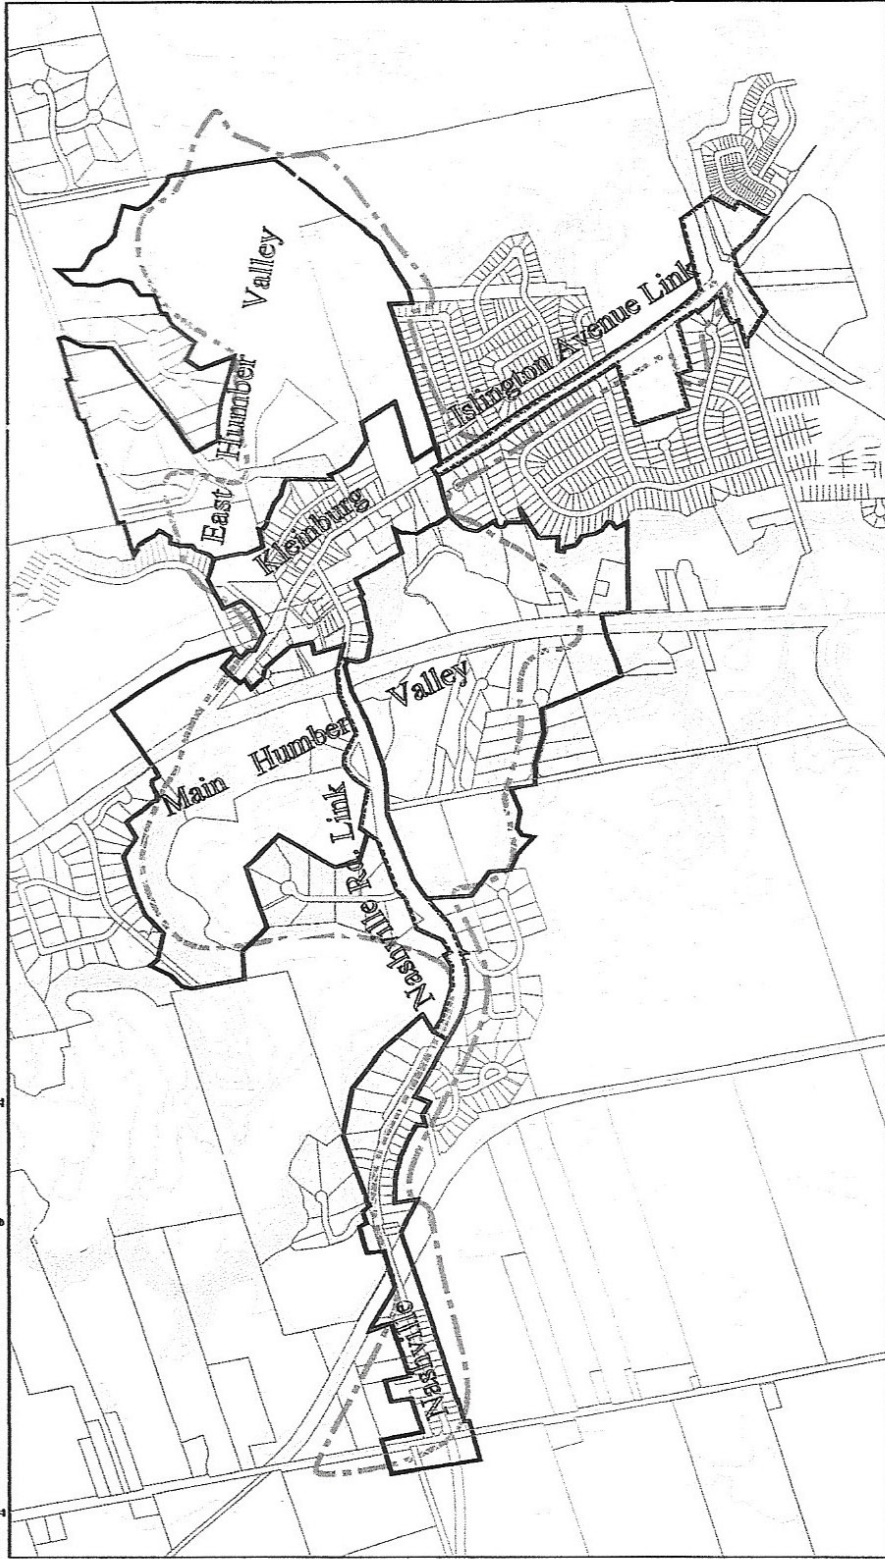 East Humber Valley
Islington Avenue Link
Kleinburg
Main Humber Valley
Nashville Rd. Link
Nashville